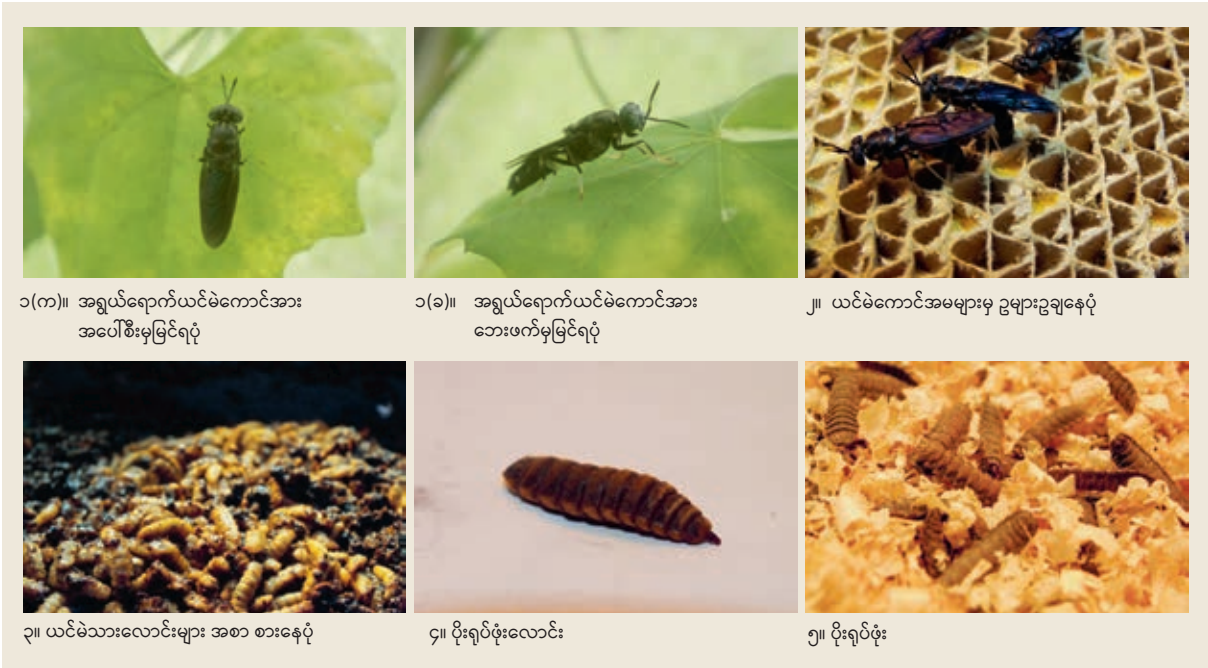 ၁(က)။ အရွယ်ရောက်ယင်မဲကောင်အား
အပေါ်စီးမှမြင်ရပုံ
၁(ခ)။ အရွယ်ရောက်ယင်မဲကောင်အား
ဘေးဖက်မှမြင်ရပုံ
၂။ ယင်မဲကောင်အမများမှ ဥများဥချနေပုံ
၃။ ယင်မဲသားလောင်းများ အစာ စားနေပုံ
၄။ ပိုးရုပ်ဖုံးလောင်း
၅။ ပိုးရုပ်ဖုံး